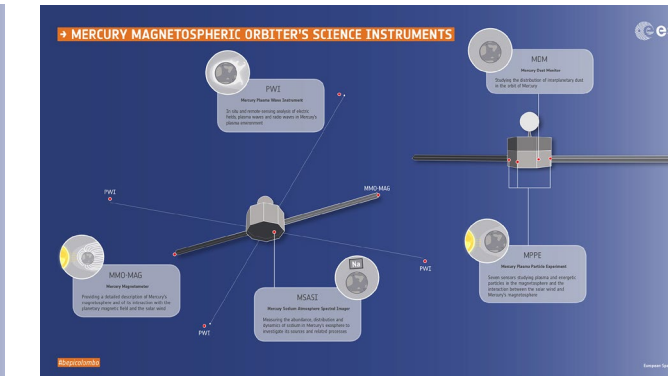 → MERCURY MAGNETOSPHERIC ORBITER'S SCIENCE INSTRUMENTS
e
PWI
Mercury Plasma Wave Instrument
In situ and remote-sensing analysis of electric
fields, plasma waves and radio waves in Mercury's
plasma environment
MDM
Mercury Dust Monitor
Studying the distribution of interplanetary dust
in the orbit of Mercury
PWI
MMO-MAG
MMO-MAG
Mercury Magnetometer
Providing a detailed description of Mercury's
magnetosphere and of its interaction with the
planetary magnetic field and the solar wind
Na
MSASI
Mercury Sodium Atmosphere Spectral Imager
Measuring the abundance, distribution and
dynamics of sodium in Mercury's exosphere to
investigate its sources and related processes
PWI
PWI
MPPE
Mercury Plasma Particle Experiment
Seven sensors studying plasma and energetic
particles in the magnetosphere and the
interaction between the solar wind and
Mercury's magnetosphere
#bepicolombo
European Spa